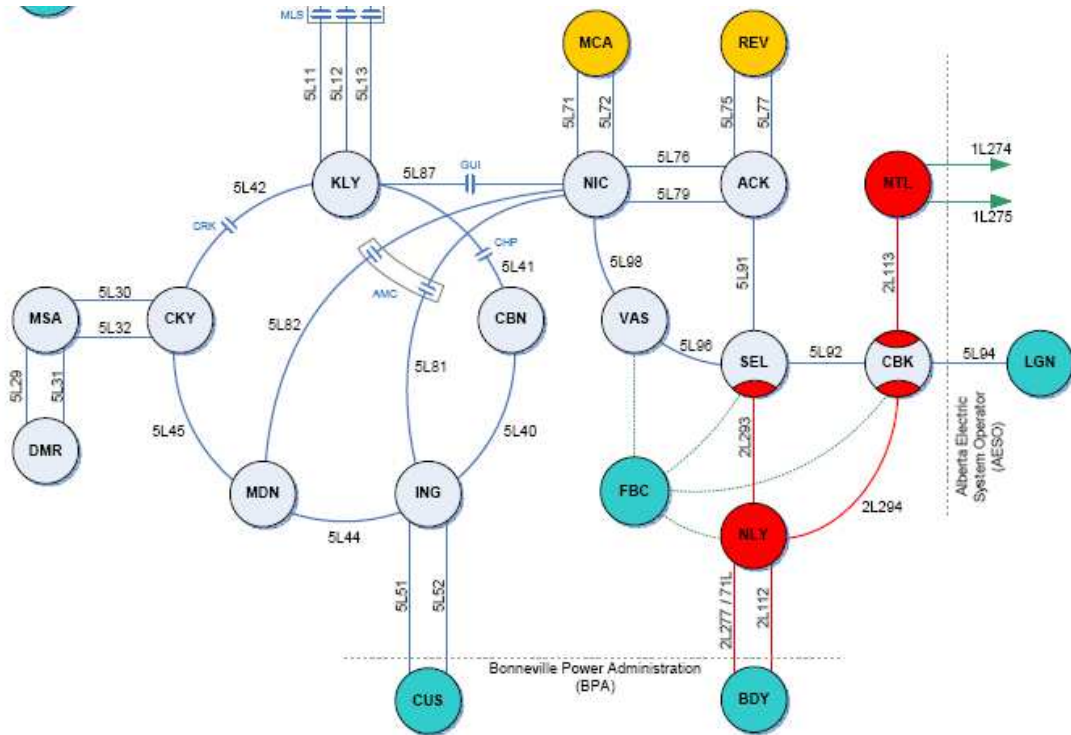 MLS
5L11
5L12
5L13
MCA
REV
5L71
5L72
5L75
5L77
5L42
KLY
5L87
GUI
NIC
5L76
5L79
ACK
NTL
1L274
1L275
CRK
CHP
5L41
AMC
5L98
5L91
2L113
MSA
5L30
5L32
CKY
5L82
CBN
VAS
5L96
SEL
5L92
CBK
5L94
LGN
5L29
5L31
5L81
DMR
5L45
5L40
2L293
MDN
ING
FBC
2L294
NLY
5L44
Alberta Electric
System Operator
(AESO)
5L51
5L52
2L277 / 71L
2L112
Bonneville Power Administration
(BPA)
CUS
BDY